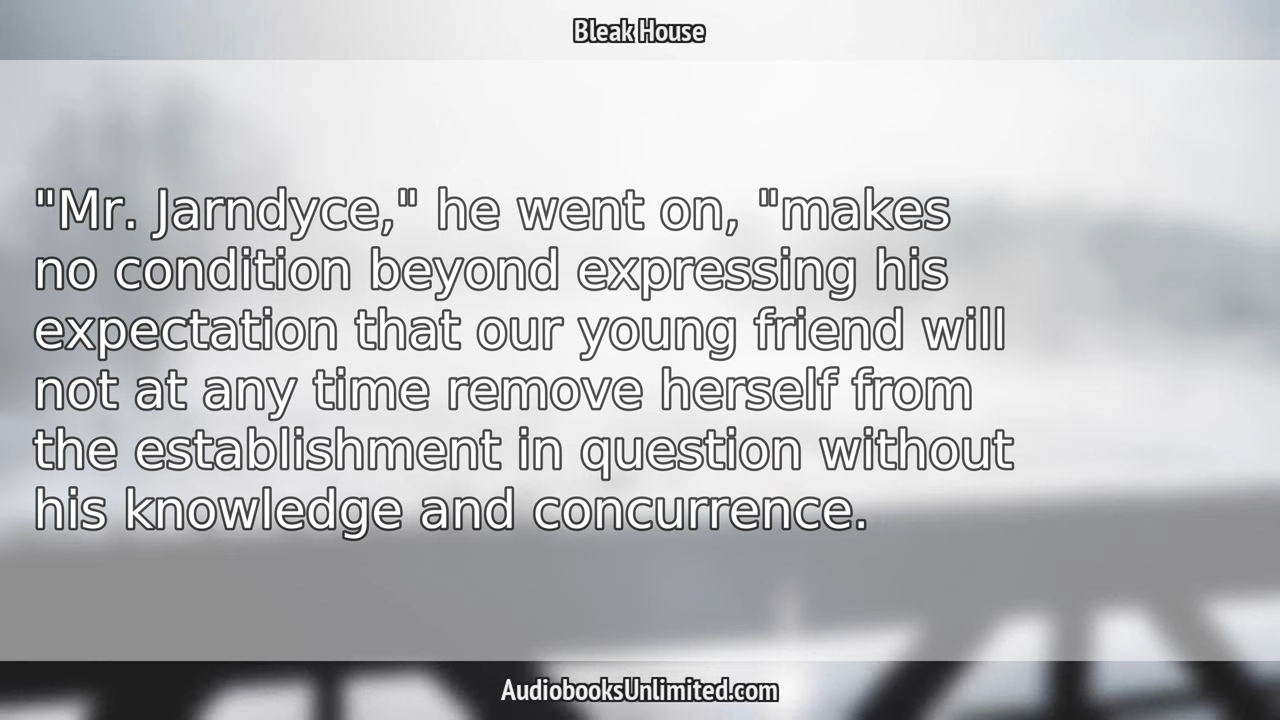 Bleak House
"Mr. Jarndyce," he went on, "makes
no condition beyond expressing his
expectation that our young friend will
not at any time remove herself from
the establishment in question without
his knowledge and concurrence.
AudiobooksUnlimited.com